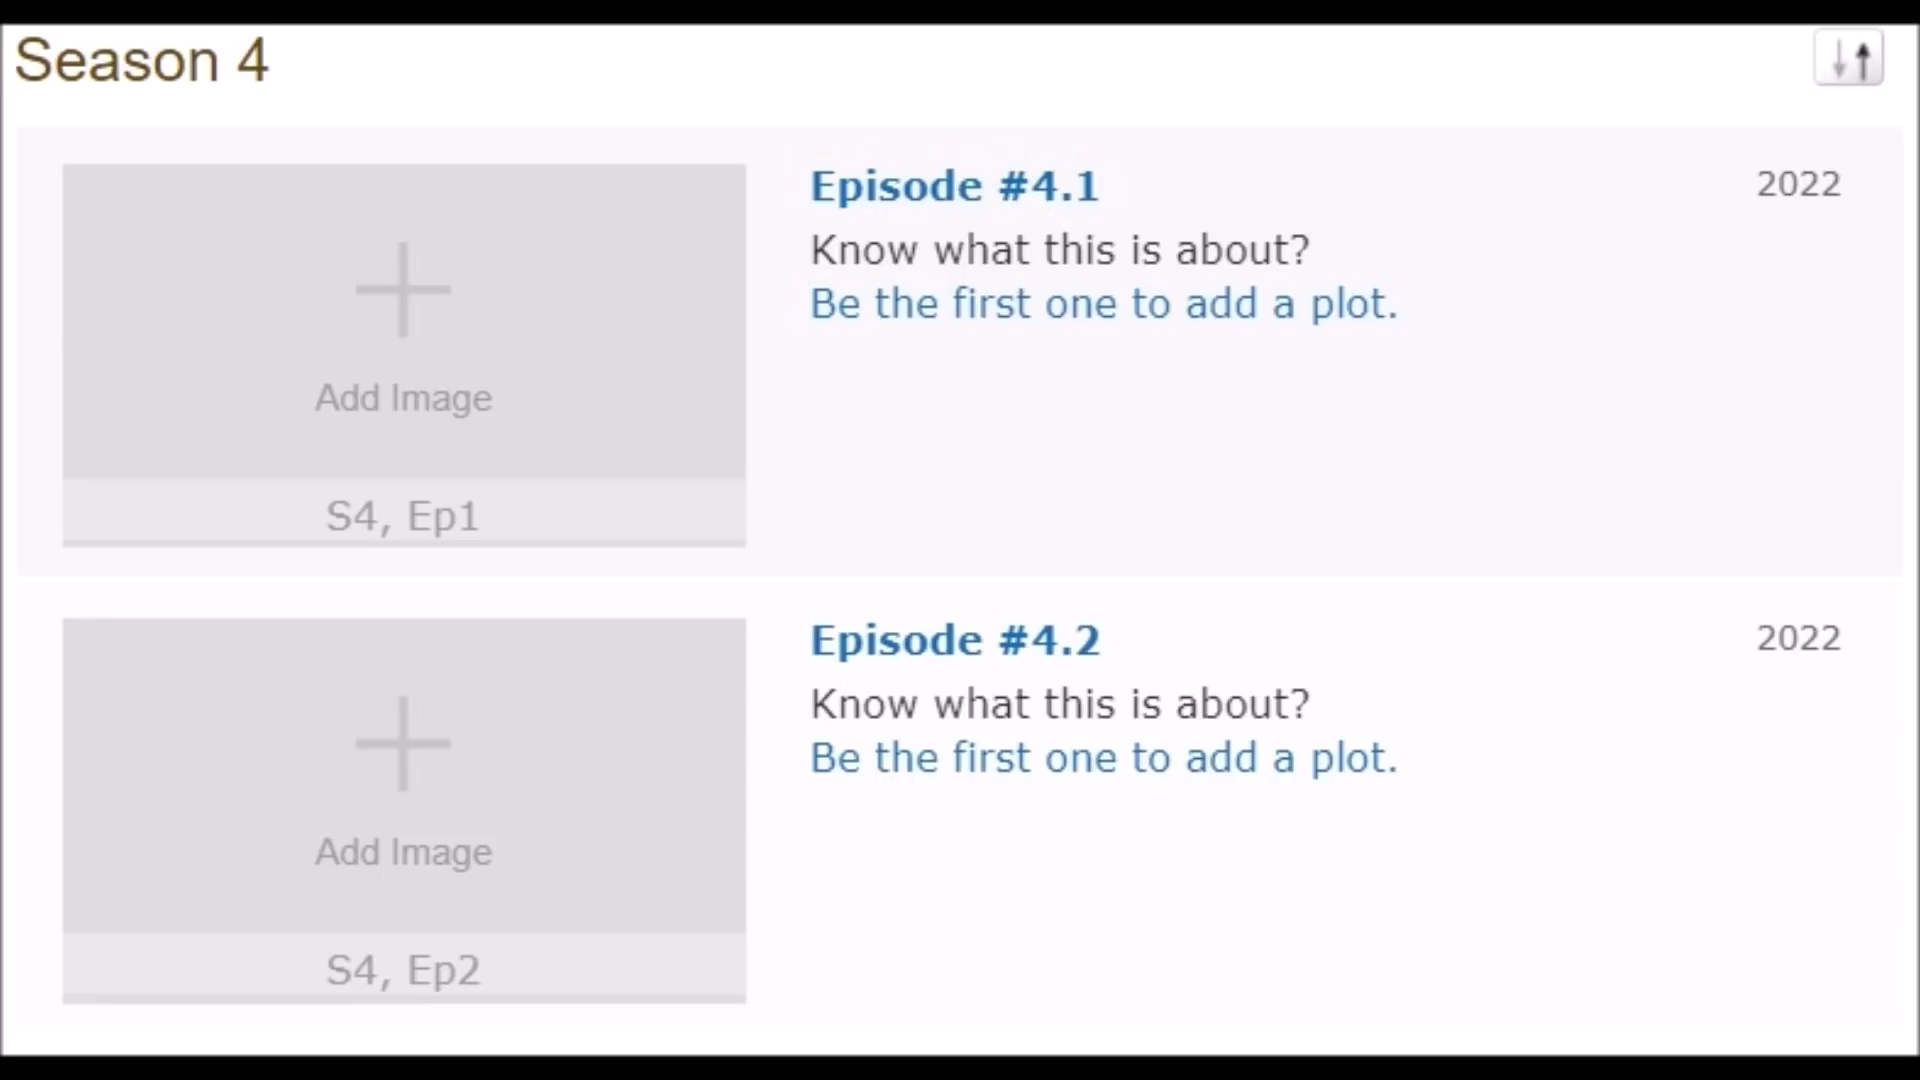 Season 4
Episode #4.1
2022
Know what this is about?
Be the first one to add a plot.
Add Image
S4, Ep1
Episode #4.2
2022
Know what this is about?
Be the first one to add a plot.
Add Image
S4, Ep2